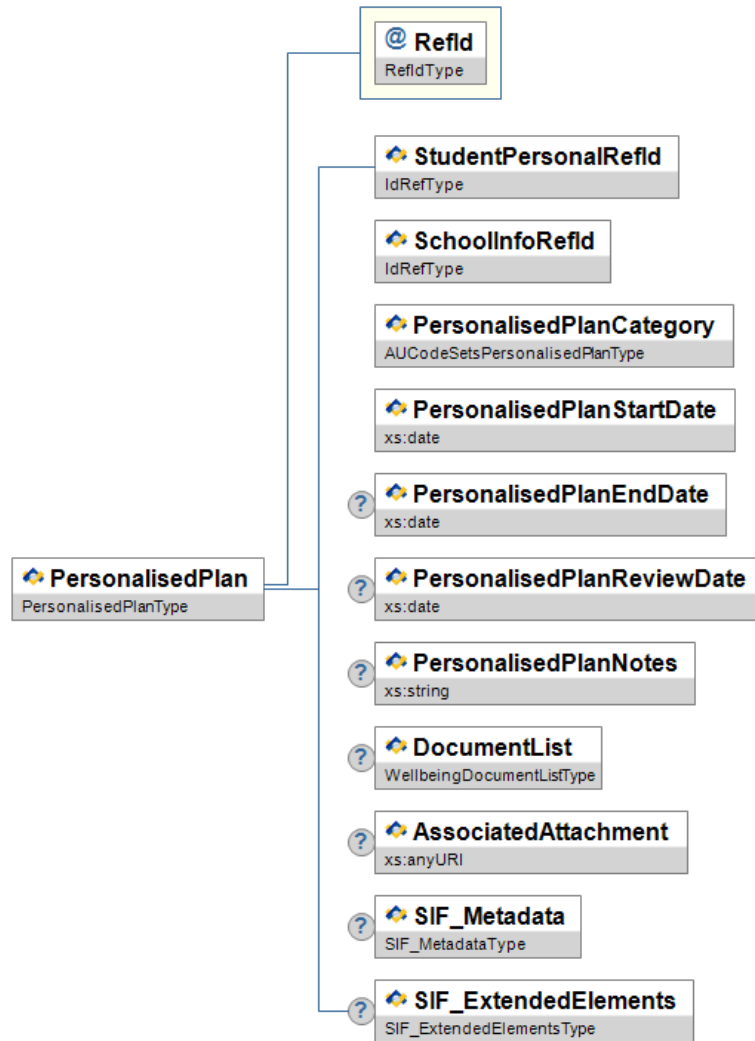 @ RefId
RefIdType
StudentPersonalRefId
IdRefType
SchoolInfoRefId
IdRefType
PersonalisedPlanCategory
AUCodeSetsPersonalisedPlanType
PersonalisedPlanStartDate
xs:date
? PersonalisedPlanEndDate
xs:date
PersonalisedPlan
PersonalisedPlanType
? PersonalisedPlanReviewDate
xs:date
? PersonalisedPlanNotes
xs:string
? DocumentList
WellbeingDocumentListType
? AssociatedAttachment
xs:anyURI
? SIF_Metadata
SIF_MetadataType
? SIF_ExtendedElements
SIF_ExtendedElementsType